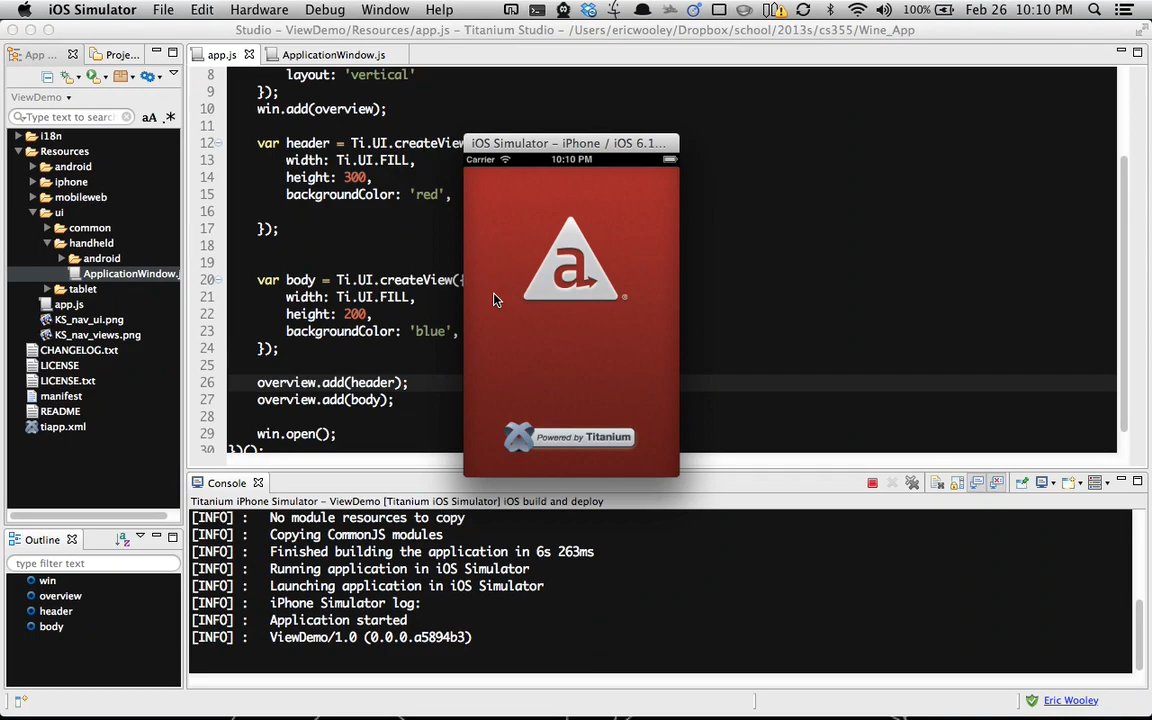 iOS Simulator File Edit Hardware Debug Window Help 100% Feb 26 10:10 PM
Studio - ViewDemo/Resources/app.js - Titanium Studio - /Users/ericwooley/Dropbox/school/2013s/cs355/Wine_App
App ... Proje...
app.js ApplicationWindow.js
ViewDemo
Type text to searc aA .*
i18n
Resources
android
iphone
mobileweb
ui
common
handheld
android
ApplicationWindow.j
tablet
app.js
KS_nav_ui.png
KS_nav_views.png
CHANGELOG.txt
LICENSE
LICENSE.txt
manifest
README
tiapp.xml
8 layout: 'vertical'
9 });
10 win.add(overview);
11
12 var header = Ti.UI.createView
13 width: Ti.UI.FILL,
14 height: 300,
15 backgroundColor: 'red',
16
17 });
18
19
20 var body = Ti.UI.createView({
21 width: Ti.UI.FILL,
22 height: 200,
23 backgroundColor: 'blue',
24 });
25
26 overview.add(header);
27 overview.add(body);
28
29 win.open();
30 })();
iOS Simulator - iPhone / iOS 6.1...
Carrier 10:10 PM
a
®
Powered by Titanium
Outline
type filter text
win
overview
header
body
Console
Titanium iPhone Simulator - ViewDemo [Titanium iOS Simulator] iOS build and deploy
[INFO] : No module resources to copy
[INFO] : Copying CommonJS modules
[INFO] : Finished building the application in 6s 263ms
[INFO] : Running application in iOS Simulator
[INFO] : Launching application in iOS Simulator
[INFO] : iPhone Simulator log:
[INFO] : Application started
[INFO] : ViewDemo/1.0 (0.0.0.a5894b3)
Eric Wooley